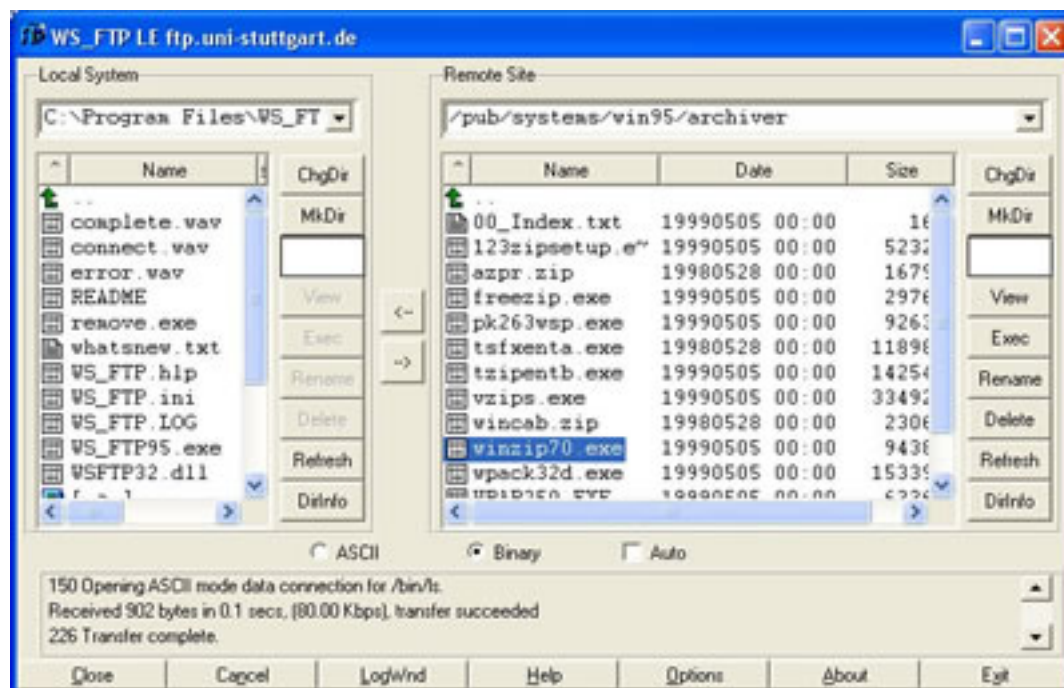 WS_FTP LE ftp.uni-stuttgart.de
Local System
C:\Program Files\WS_FT
^ Name
..
complete.wav
connect.wav
error.wav
README
remove.exe
whatsnew.txt
WS_FTP.hlp
WS_FTP.ini
WS_FTP.LOG
WS_FTP95.exe
WSFTP32.dll
ChgDir
MkDir
View
Exec
Rename
Delete
Refresh
DirInfo
<--
-->
Remote Site
/pub/systems/win95/archiver
^ Name Date Size
..
00_Index.txt 19990505 00:00 16
123zipsetup.e~ 19990505 00:00 5232
azpr.zip 19980528 00:00 1679
freezip.exe 19990505 00:00 2976
pk263wsp.exe 19990505 00:00 9263
tsfxenta.exe 19980528 00:00 11898
tzipentb.exe 19990505 00:00 14254
vzips.exe 19990505 00:00 33492
wincab.zip 19980528 00:00 2306
winzip70.exe 19990505 00:00 9438
wpack32d.exe 19990505 00:00 15339
19990505 00:00
ChgDir
MkDir
View
Exec
Rename
Delete
Refresh
DirInfo
ASCII Binary Auto
150 Opening ASCII mode data connection for /bin/ls.
Received 902 bytes in 0.1 secs, (80.00 Kbps), transfer succeeded
226 Transfer complete.
Close Cancel LogWnd Help Options About Exit